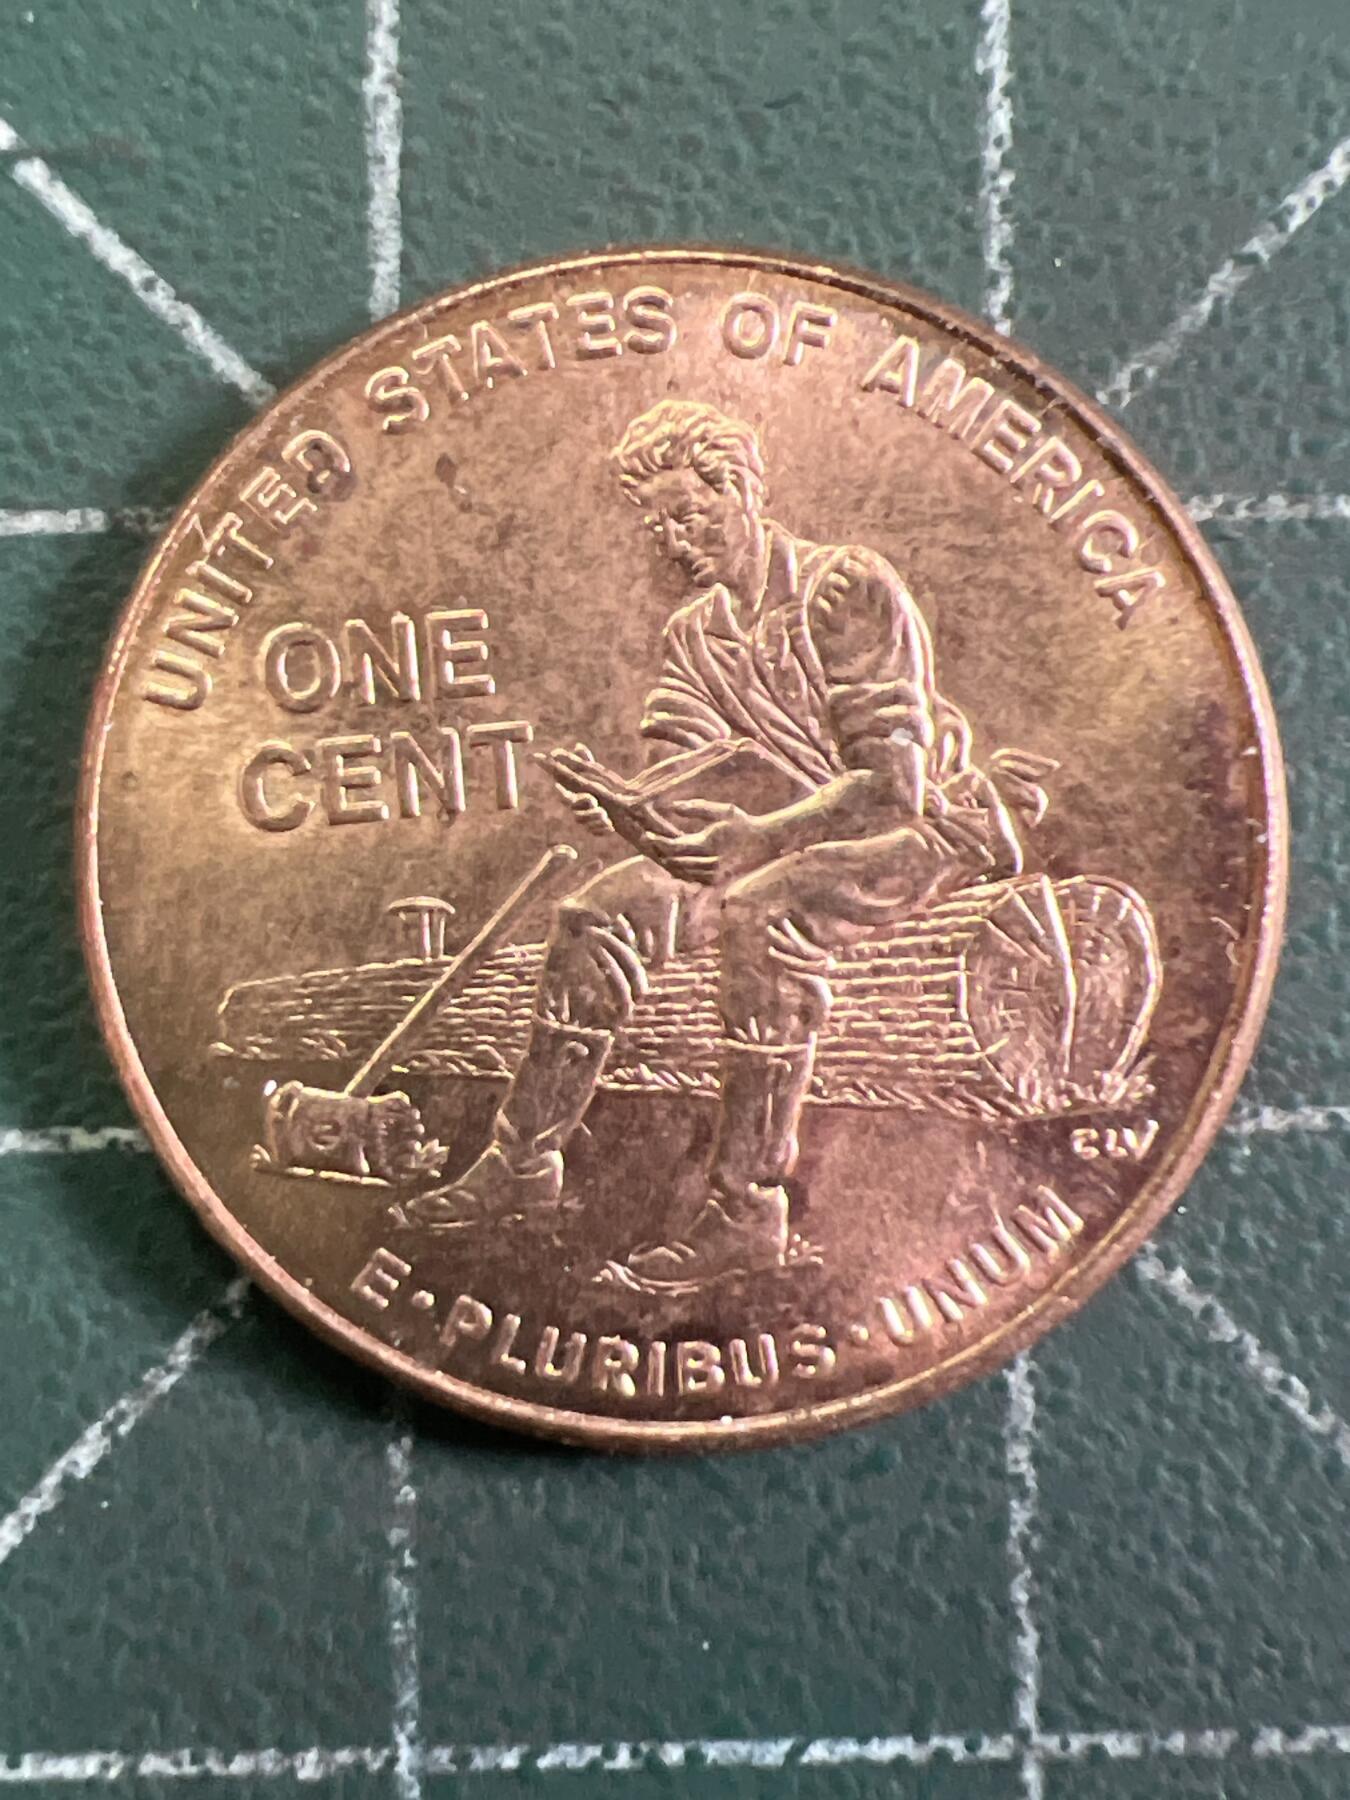 UNITED STATES OF AMERICA
ONE
CENT
CLV
E·PLURIBUS·UNUM